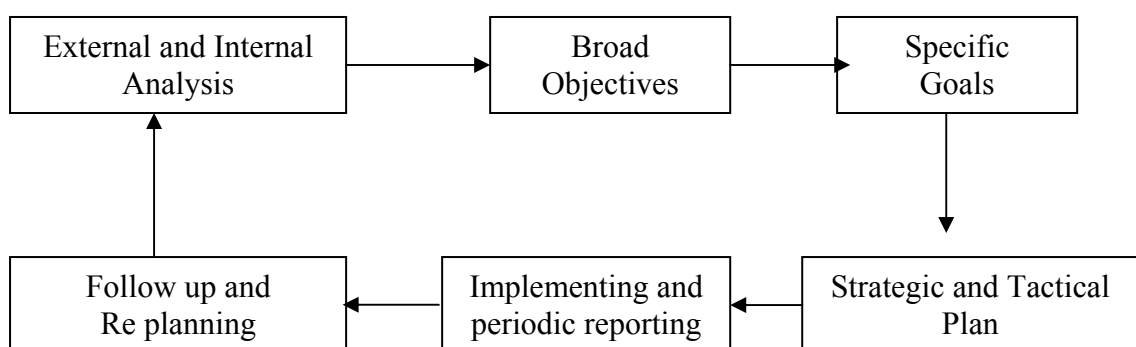 External and Internal
Analysis
Broad
Objectives
Specific
Goals
Strategic and Tactical
Plan
Implementing and
periodic reporting
Follow up and
Re planning